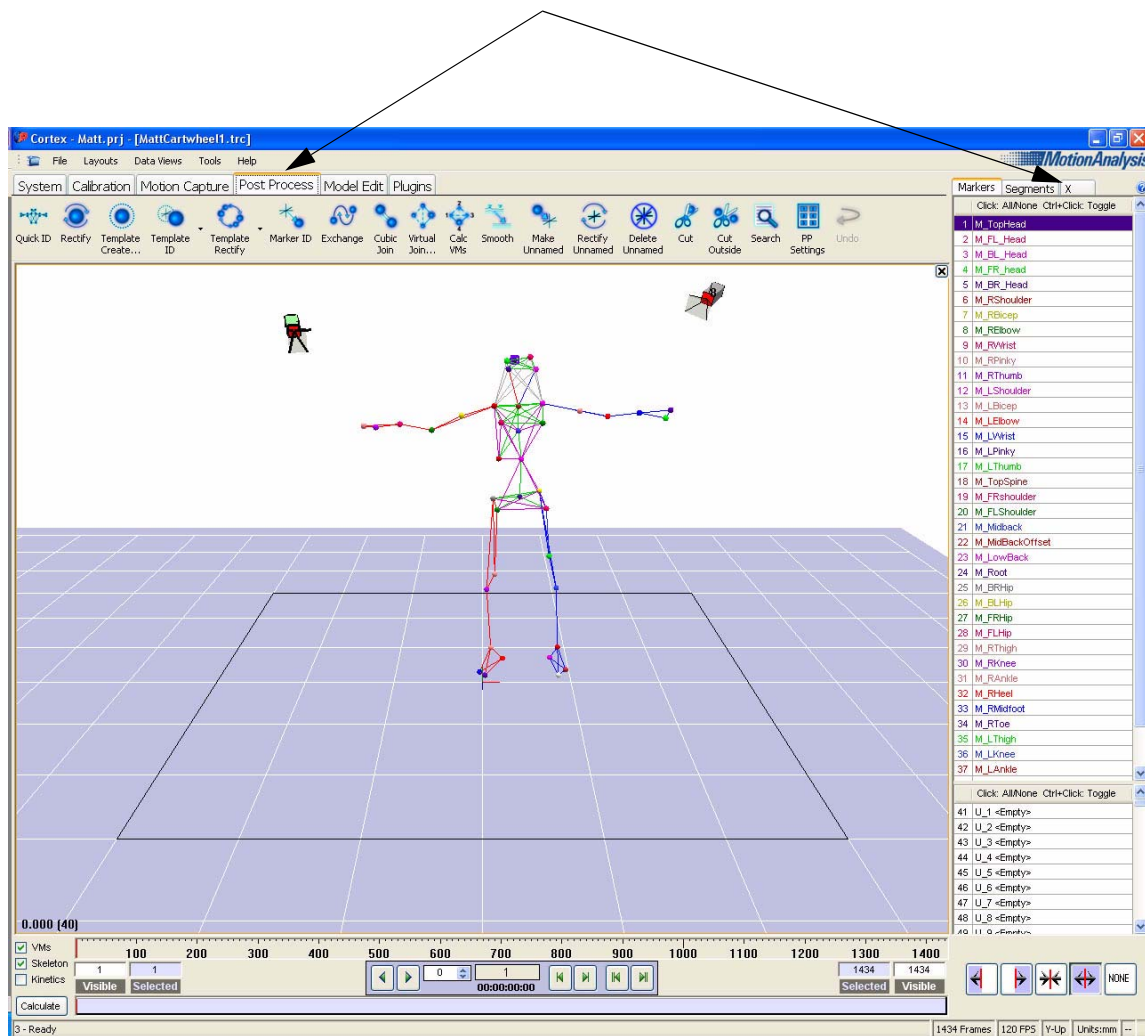 Cortex - Matt.prj - [MattCartwheel1.trc]
File Layouts Data Views Tools Help
MotionAnalysis
System Calibration Motion Capture Post Process Model Edit Plugins
Markers Segments X
Quick ID Rectify Template Create... Template ID Template Rectify Marker ID Exchange Cubic Join Virtual Join... Calc VMs Smooth Make Unnamed Rectify Unnamed Delete Unnamed Cut Cut Outside Search PP Settings Undo
Click: All/None Ctrl+Click: Toggle
1 M_TopHead
2 M_FL_Head
3 M_BL_Head
4 M_FR_head
5 M_BR_Head
6 M_RShoulder
7 M_RBicep
8 M_RElbow
9 M_RWrist
10 M_RPinky
11 M_RThumb
12 M_LShoulder
13 M_LBicep
14 M_LElbow
15 M_LWrist
16 M_LPinky
17 M_LThumb
18 M_TopSpine
19 M_FRshoulder
20 M_FLShoulder
21 M_Midback
22 M_MidBackOffset
23 M_LowBack
24 M_Root
25 M_BRHip
26 M_BLHip
27 M_FRHip
28 M_FLHip
29 M_RThigh
30 M_RKnee
31 M_RAnkle
32 M_RHeel
33 M_RMidfoot
34 M_RToe
35 M_LThigh
36 M_LKnee
37 M_LAnkle
Click: All/None Ctrl+Click: Toggle
41 U_1 <Empty>
42 U_2 <Empty>
43 U_3 <Empty>
44 U_4 <Empty>
45 U_5 <Empty>
46 U_6 <Empty>
47 U_7 <Empty>
48 U_8 <Empty>
49 U_9 <Empty>
0.000 [40]
VMs
Skeleton
Kinetics
100 200 300 400 500 600 700 800 900 1000 1100 1200 1300 1400
1 1 0 1 1434 1434
Visible Selected 00:00:00:00 Selected Visible
NONE
Calculate
3 - Ready
1434 Frames 120 FPS Y-Up Units:mm --